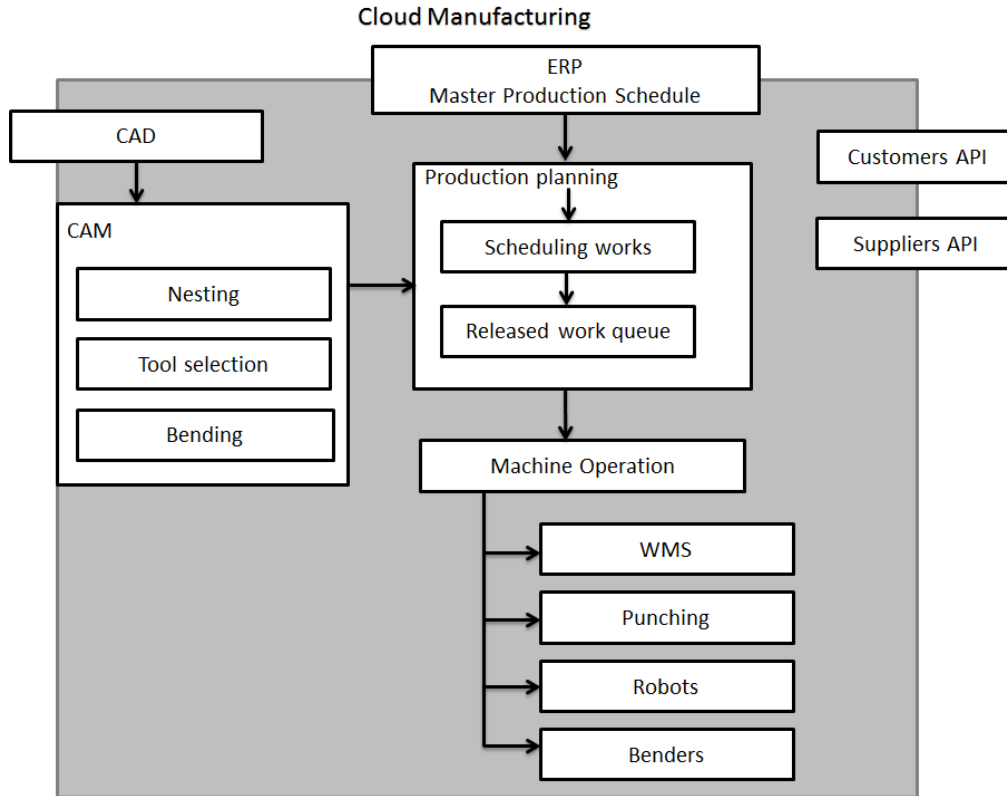 Cloud Manufacturing
ERP
Master Production Schedule
CAD
Customers API
Production planning
Suppliers API
CAM
Scheduling works
Nesting
Released work queue
Tool selection
Bending
Machine Operation
WMS
Punching
Robots
Benders